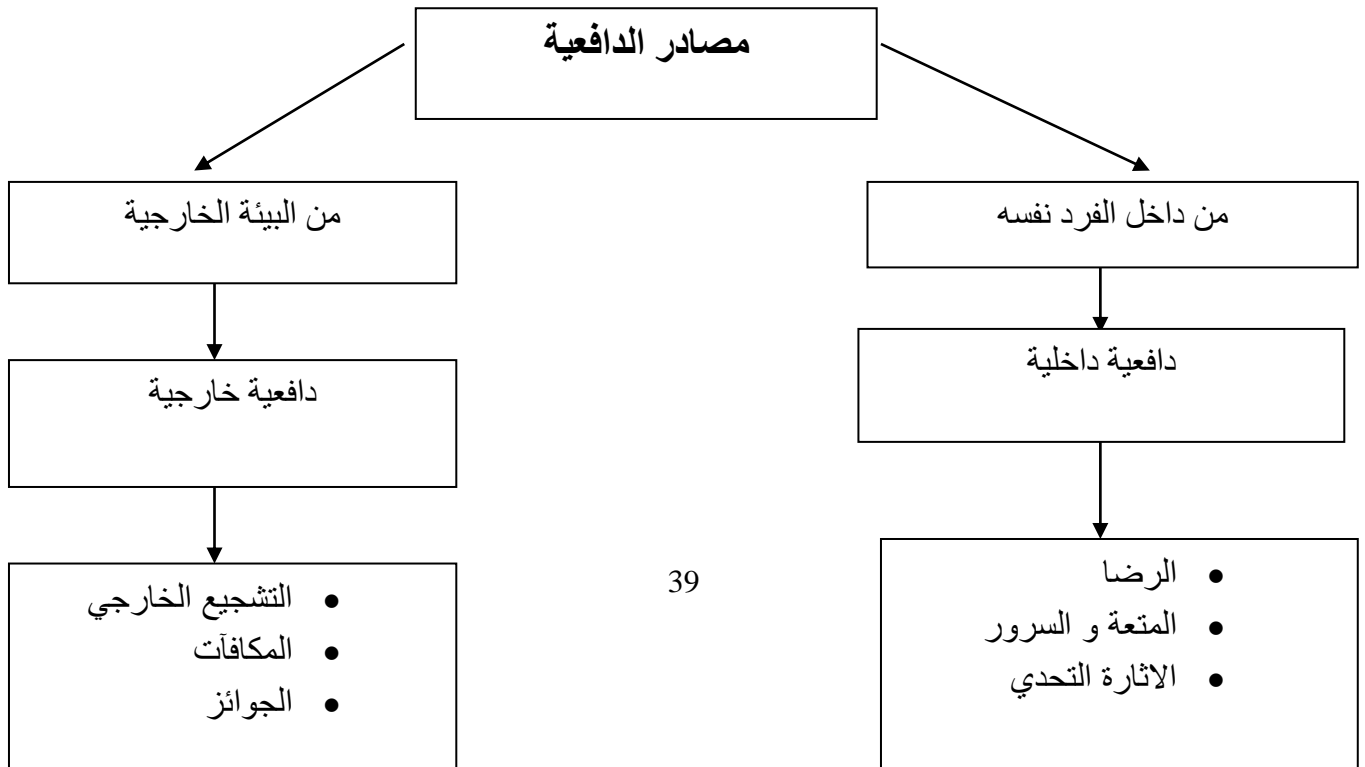 مصادر الدافعية
من داخل الفرد نفسه
من البيئة الخارجية
دافعية داخلية
دافعية خارجية
• الرضا
• المتعة و السرور
• الاثارة التحدي
• التشجيع الخارجي
• المكافآت
• الجوائز
39